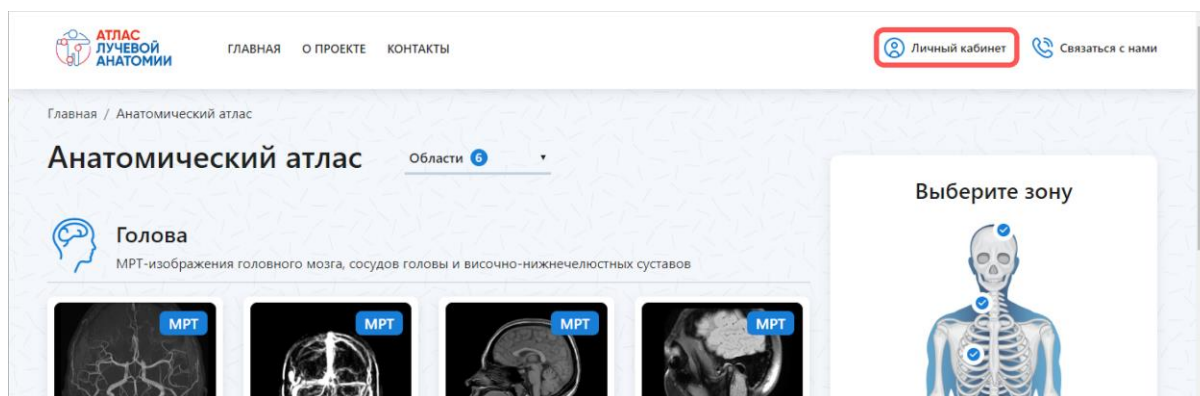 АТЛАС
ЛУЧЕВОЙ
АНАТОМИИ
ГЛАВНАЯ О ПРОЕКТЕ КОНТАКТЫ
Личный кабинет
Связаться с нами
Главная / Анатомический атлас
Анатомический атлас
Области 6
Выберите зону
Голова
МРТ-изображения головного мозга, сосудов головы и височно-нижнечелюстных суставов
МРТ
МРТ
МРТ
МРТ